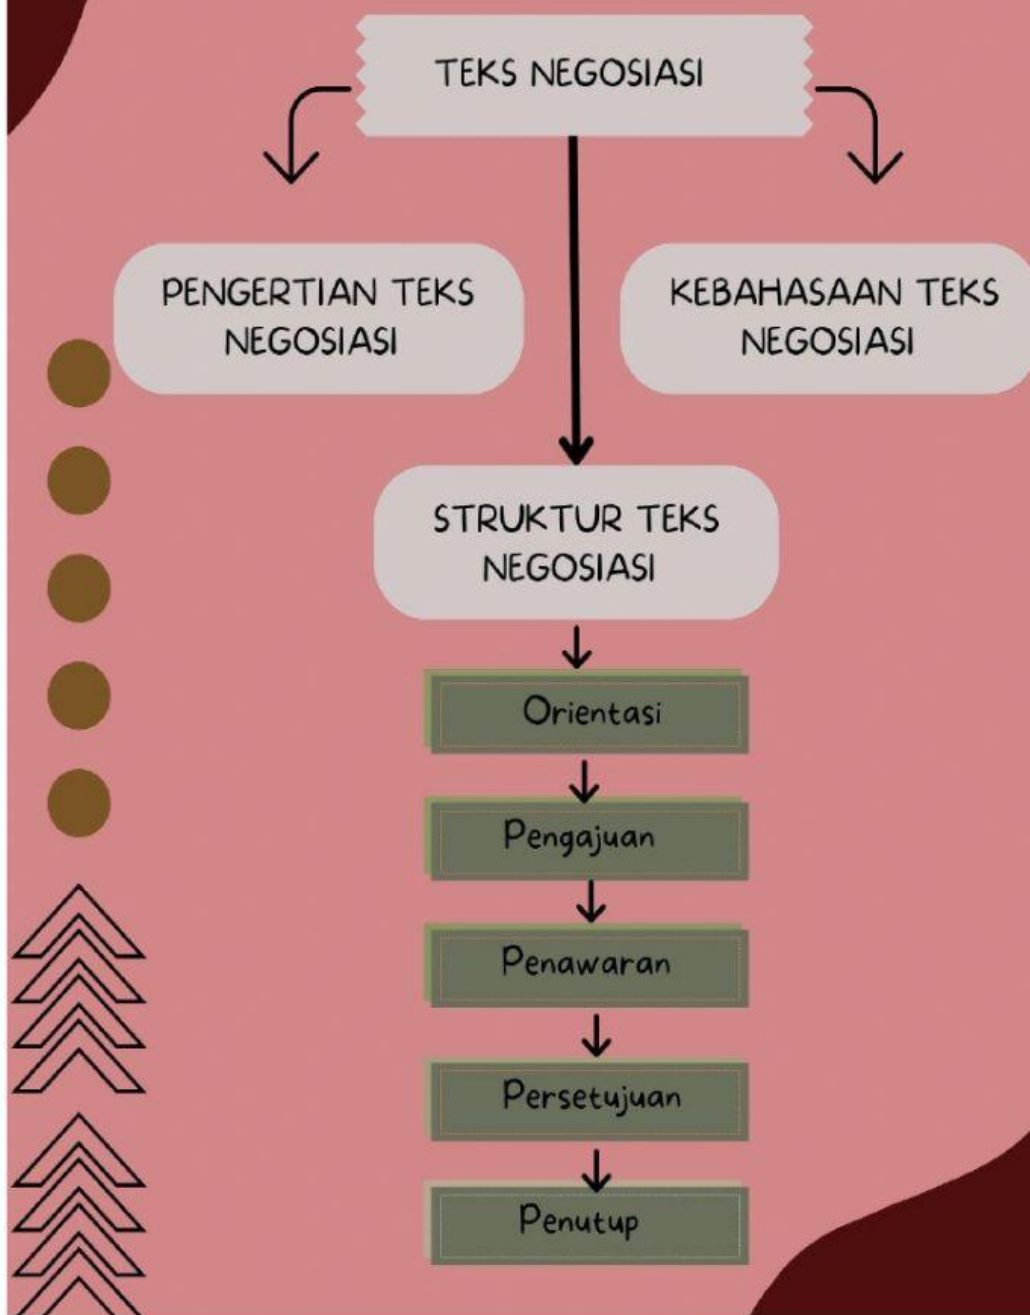 TEKS NEGOSIASI
PENGERTIAN TEKS
NEGOSIASI
KEBAHASAAN TEKS
NEGOSIASI
STRUKTUR TEKS
NEGOSIASI
Orientasi
Pengajuan
Penawaran
Persetujuan
Penutup